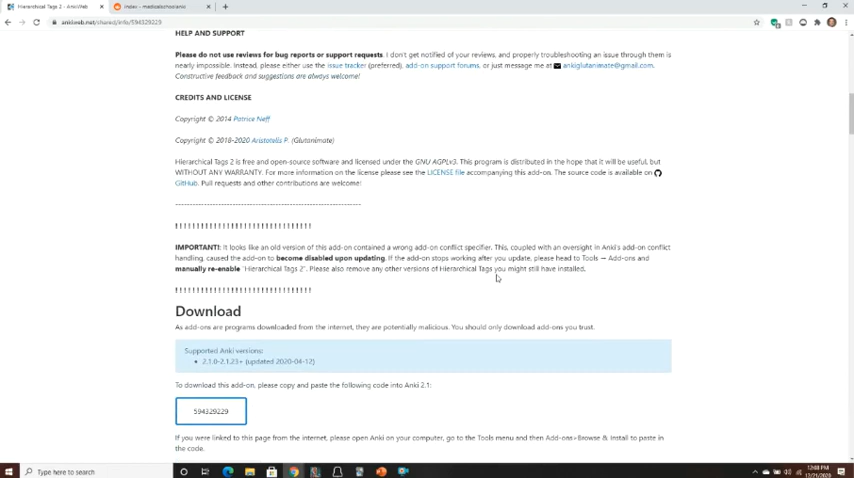 Hierarchical Tags 2 - AnkiWeb
index - medicalschoolanki
ankiweb.net/shared/info/594329229
HELP AND SUPPORT
Please do not use reviews for bug reports or support requests. I don't get notified of your reviews, and properly troubleshooting an issue through them is
nearly impossible. Instead, please either use the issue tracker (preferred), add-on support forums, or just message me at ankiglutanimate@gmail.com.
Constructive feedback and suggestions are always welcome!
CREDITS AND LICENSE
Copyright © 2014 Patrice Neff
Copyright © 2018-2020 Aristotelis P. (Glutanimate)
Hierarchical Tags 2 is free and open-source software and licensed under the GNU AGPLv3. This program is distributed in the hope that it will be useful, but
WITHOUT ANY WARRANTY. For more information on the license please see the LICENSE file accompanying this add-on. The source code is available on
GitHub. Pull requests and other contributions are welcome!
IMPORTANT: It looks like an old version of this add-on contained a wrong add-on conflict specifier. This, coupled with an oversight in Anki's add-on conflict
handling, caused the add-on to become disabled upon updating. If the add-on stops working after you update, please head to Tools → Add-ons and
manually re-enable "Hierarchical Tags 2". Please also remove any other versions of Hierarchical Tags you might still have installed.
Download
As add-ons are programs downloaded from the internet, they are potentially malicious. You should only download add-ons you trust.
Supported Anki versions:
• 2.1.0-2.1.23+ (updated 2020-04-12)
To download this add-on, please copy and paste the following code into Anki 2.1:
594329229
If you were linked to this page from the internet, please open Anki on your computer, go to the Tools menu and then Add-ons>Browse & Install to paste in
the code.
Type here to search
12:08 PM
12/21/2020